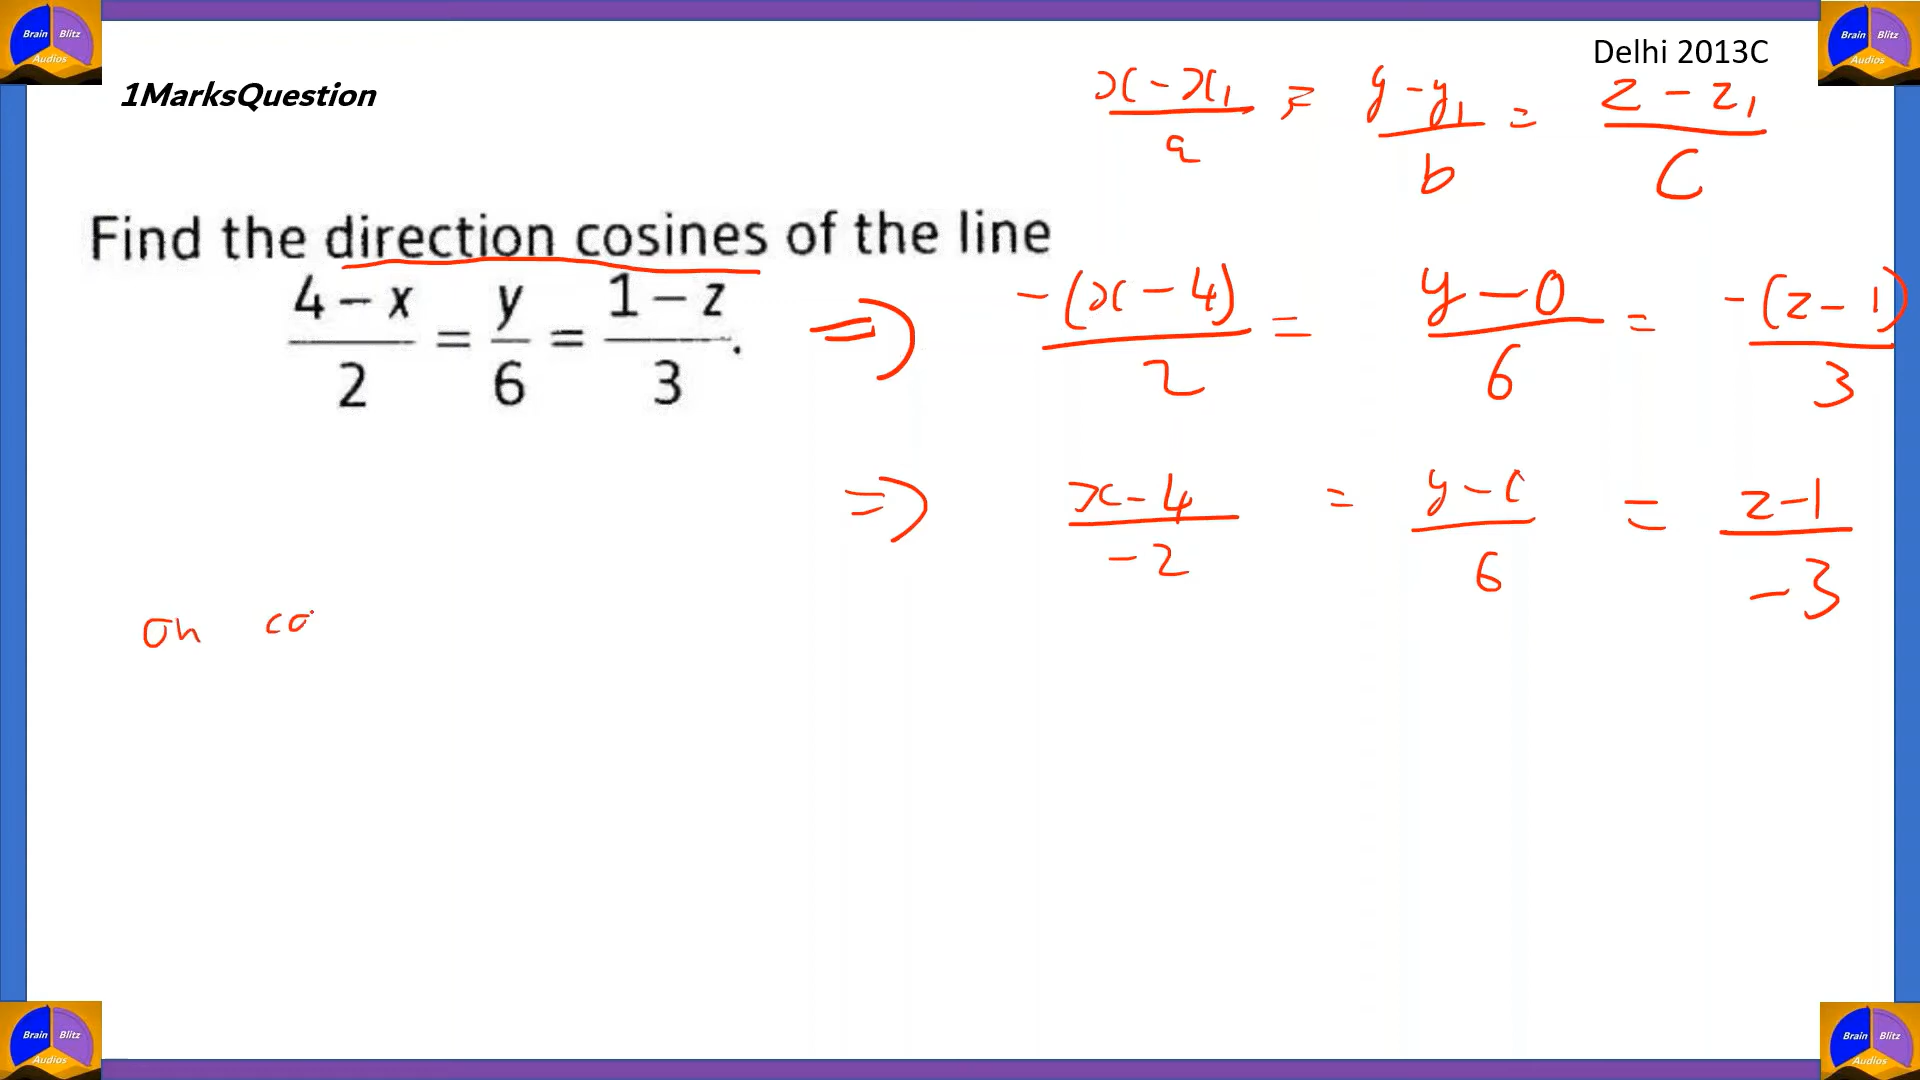 Brain Blitz
Audios
Brain Blitz
Audios
Delhi 2013C
1MarksQuestion
x - x₁ / a = y - y₁ / b = z - z₁ / c
Find the direction cosines of the line
4 - x / 2 = y / 6 = 1 - z / 3 .
⇒ -(x - 4) / 2 = y - 0 / 6 = -(z - 1) / 3
⇒ x - 4 / -2 = y - ( / 6 = z - 1 / -3
on co
Brain Blitz
Audios
Brain Blitz
Audios